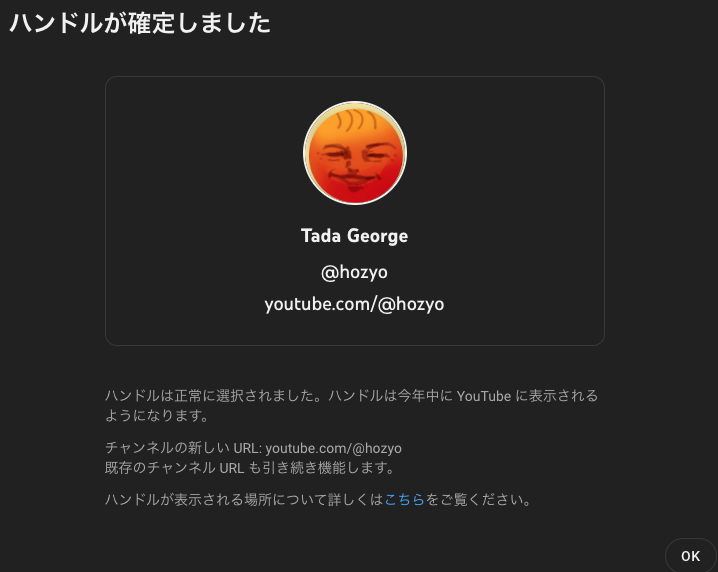 ハンドルが確定しました
Tada George
@hozyo
youtube.com/@hozyo
ハンドルは正常に選択されました。ハンドルは今年中に YouTube に表示される
ようになります。
チャンネルの新しい URL: youtube.com/@hozyo
既存のチャンネル URL も引き続き機能します。
ハンドルが表示される場所について詳しくはこちらをご覧ください。
OK